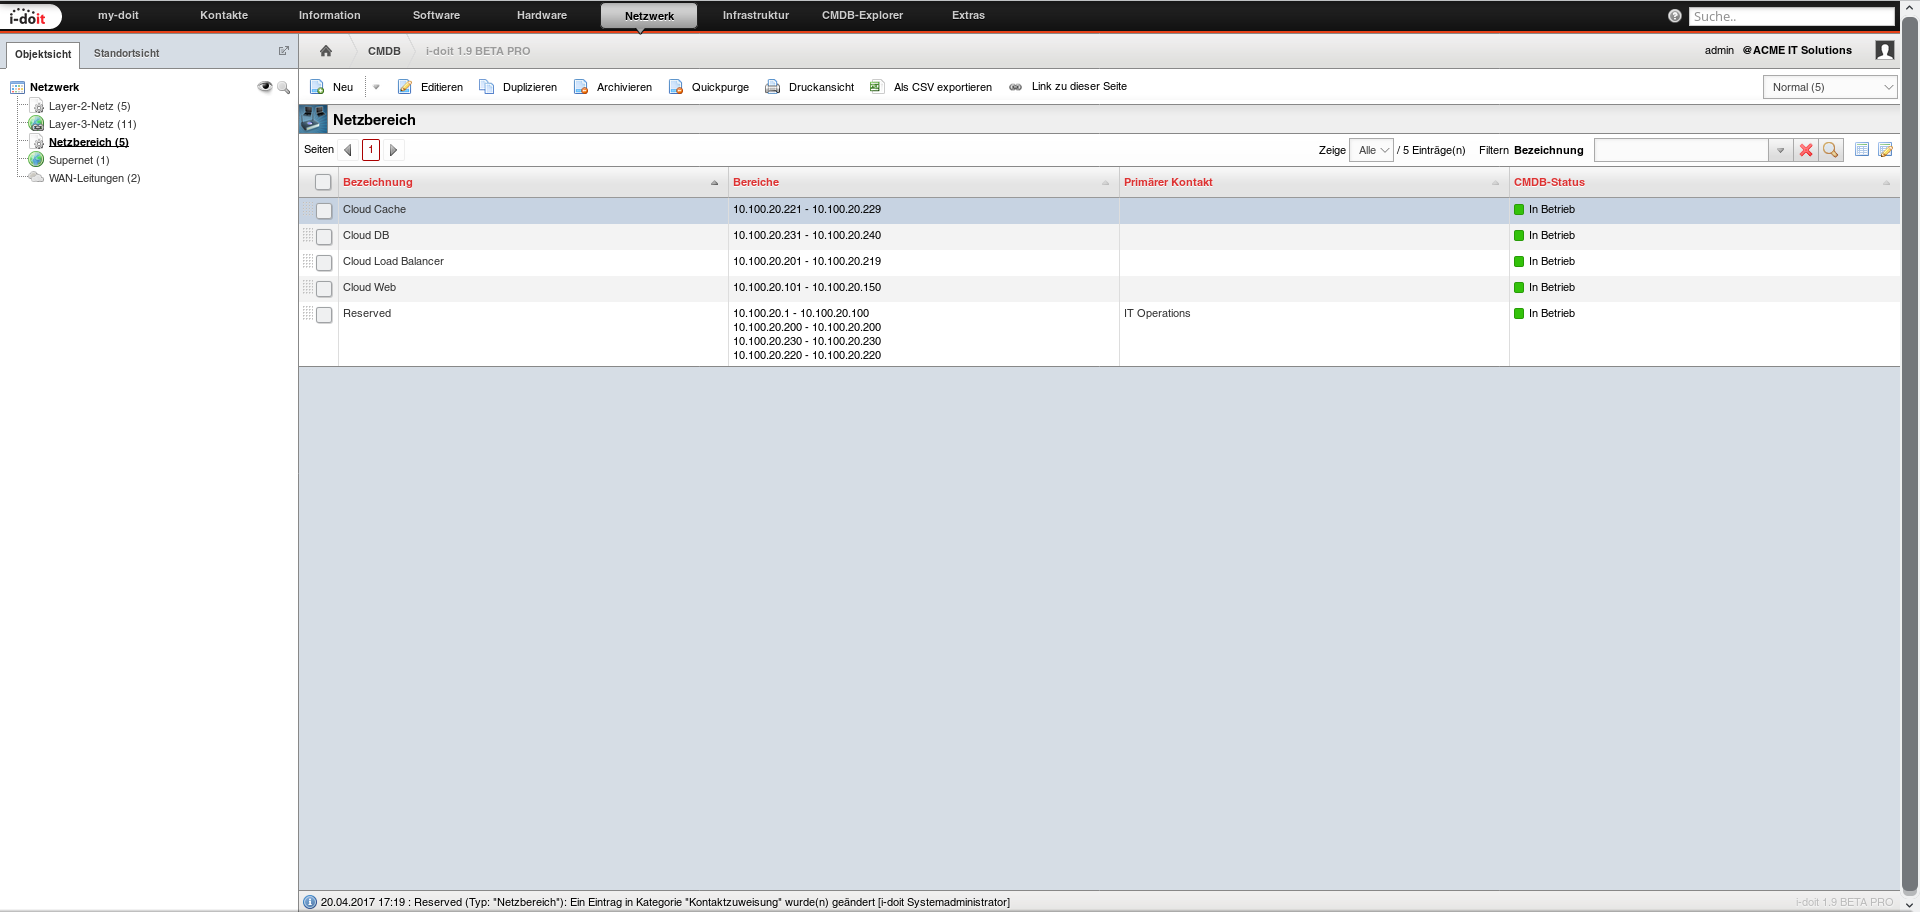 i-doit my-doit Kontakte Information Software Hardware Netzwerk Infrastruktur CMDB-Explorer Extras ? Suche..
Objektsicht Standortsicht
CMDB i-doit 1.9 BETA PRO admin @ACME IT Solutions
Netzwerk
Layer-2-Netz (5)
Layer-3-Netz (11)
Netzbereich (5)
Supernet (1)
WAN-Leitungen (2)
Neu Editieren Duplizieren Archivieren Quickpurge Druckansicht Als CSV exportieren Link zu dieser Seite Normal (5)
Netzbereich
Seiten 1 Zeige Alle / 5 Einträge(n) Filtern Bezeichnung
Bezeichnung Bereiche Primärer Kontakt CMDB-Status
Cloud Cache 10.100.20.221 - 10.100.20.229 In Betrieb
Cloud DB 10.100.20.231 - 10.100.20.240 In Betrieb
Cloud Load Balancer 10.100.20.201 - 10.100.20.219 In Betrieb
Cloud Web 10.100.20.101 - 10.100.20.150 In Betrieb
Reserved 10.100.20.1 - 10.100.20.100 IT Operations In Betrieb
10.100.20.200 - 10.100.20.200
10.100.20.230 - 10.100.20.230
10.100.20.220 - 10.100.20.220
20.04.2017 17:19 : Reserved (Typ: "Netzbereich"): Ein Eintrag in Kategorie "Kontaktzuweisung" wurde(n) geändert [i-doit Systemadministrator] i-doit 1.9 BETA PRO